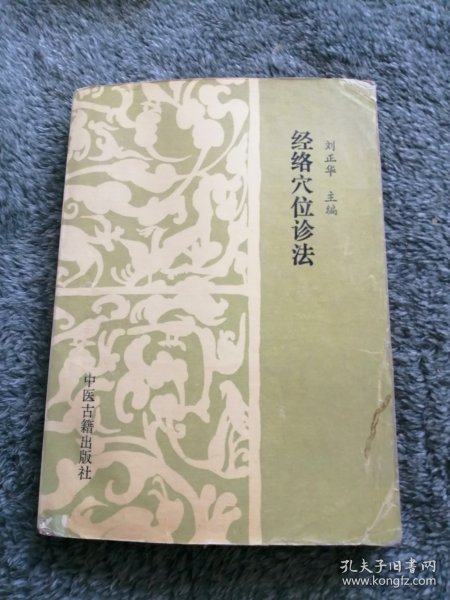 经络穴位诊法
刘正华 主编
中医古籍出版社
孔夫子旧书网
www.kongfz.com